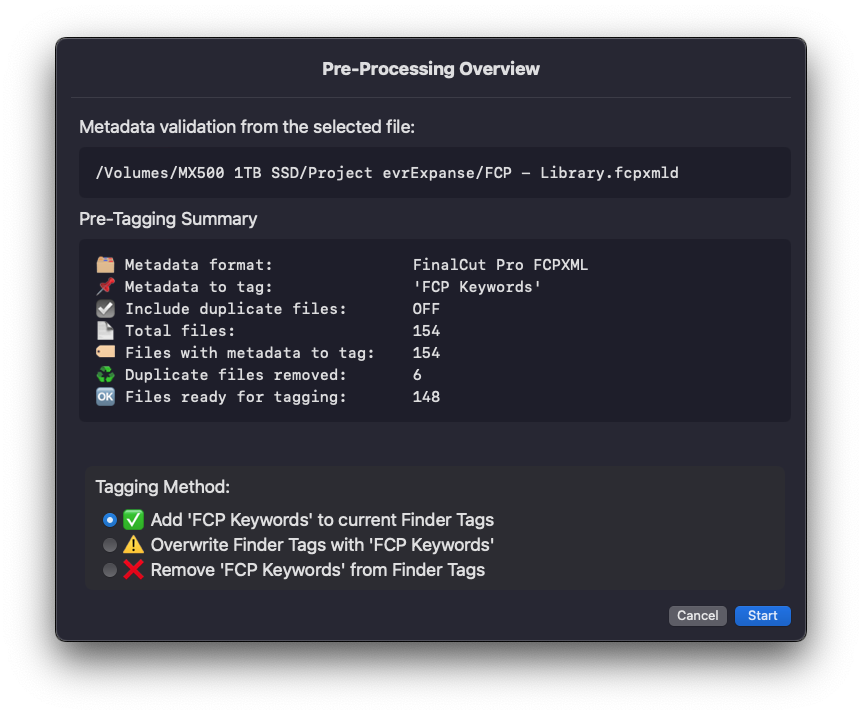 Pre-Processing Overview
Metadata validation from the selected file:
/Volumes/MX500 1TB SSD/Project evrExpanse/FCP – Library.fcpxmld
Pre-Tagging Summary
Metadata format: FinalCut Pro FCPXML
Metadata to tag: 'FCP Keywords'
Include duplicate files: OFF
Total files: 154
Files with metadata to tag: 154
Duplicate files removed: 6
OK Files ready for tagging: 148
Tagging Method:
Add 'FCP Keywords' to current Finder Tags
Overwrite Finder Tags with 'FCP Keywords'
Remove 'FCP Keywords' from Finder Tags
Cancel Start